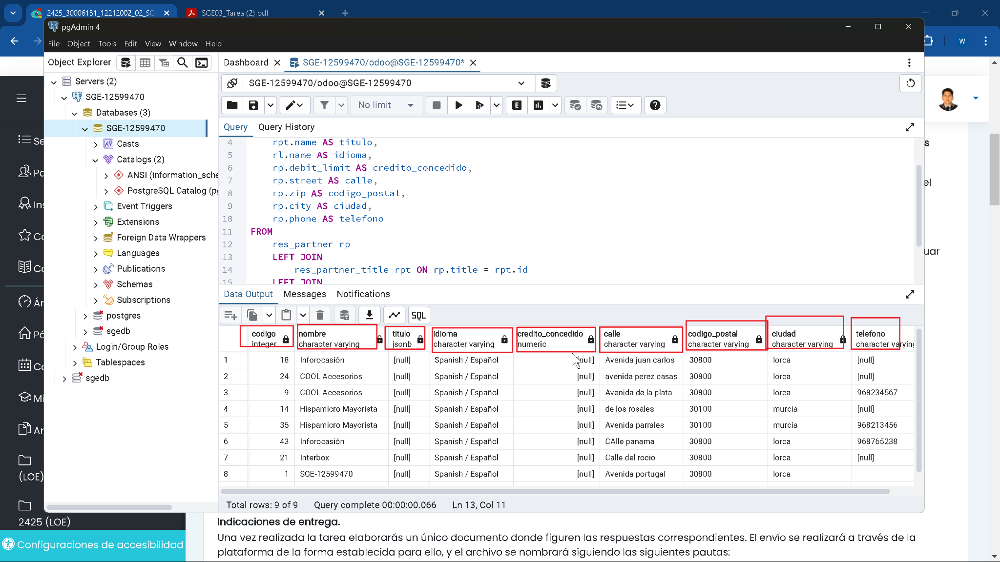 2425_30006151_12212002_02_SG
SGE03_Tarea (2).pdf
pgAdmin 4
File Object Tools Edit View Window Help
W
Object Explorer
Dashboard
SGE-12599470/odoo@SGE-12599470*
SGE-12599470/odoo@SGE-12599470
No limit
Servers (2)
SGE-12599470
Databases (3)
SGE-12599470
Casts
Catalogs (2)
ANSI (information_sche
PostgreSQL Catalog (p
Event Triggers
Extensions
Foreign Data Wrappers
Languages
Publications
Schemas
Subscriptions
postgres
sgedb
Login/Group Roles
Tablespaces
sgedb
Query Query History
4 rpt.name AS titulo,
5 rl.name AS idioma,
6 rp.debit_limit AS credito_concedido,
7 rp.street AS calle,
8 rp.zip AS codigo_postal,
9 rp.city AS ciudad,
10 rp.phone AS telefono
11 FROM
12 res_partner rp
13 LEFT JOIN
14 res_partner_title rpt ON rp.title = rpt.id
15 LEFT JOIN
Data Output Messages Notifications
SQL
codigo nombre titulo idioma credito_concedido calle codigo_postal ciudad telefono
integer character varying jsonb character varying numeric character varying character varying character varying character varying
1 18 Inforocasión [null] Spanish / Español [null] Avenida juan carlos 30800 lorca [null]
2 24 COOL Accesorios [null] Spanish / Español [null] avenida perez casas 30800 lorca [null]
3 9 COOL Accesorios [null] Spanish / Español [null] Avenida de la plata 30800 lorca 968234567
4 14 Hispamicro Mayorista [null] Spanish / Español [null] de los rosales 30100 murcia [null]
5 35 Hispamicro Mayorista [null] Spanish / Español [null] Avenida parrales 30100 murcia 968213456
6 43 Inforocasión [null] Spanish / Español [null] CAlle panama 30800 lorca 968765238
7 21 Interbox [null] Spanish / Español [null] Calle del rocio 30800 lorca [null]
8 1 SGE-12599470 [null] Spanish / Español [null] Avenida portugal 30800 lorca
Total rows: 9 of 9 Query complete 00:00:00.066 Ln 13, Col 11
Se
Pa
Ins
Co
Co
Ár
Pá
Ca
Mi
Ar
(LOE)
2425 (LOE)
Configuraciones de accesibilidad
s
el
uar
Indicaciones de entrega.
Una vez realizada la tarea elaborarás un único documento donde figuren las respuestas correspondientes. El envío se realizará a través de la
plataforma de la forma establecida para ello, y el archivo se nombrará siguiendo las siguientes pautas: